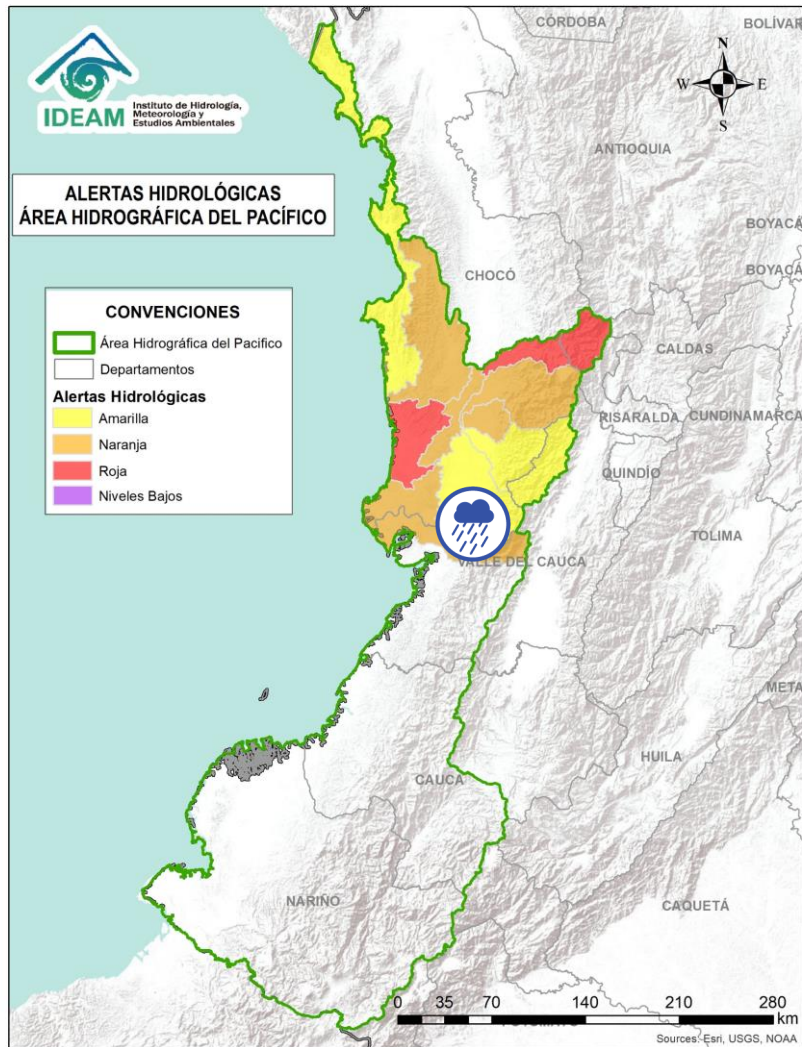 IDEAM
Instituto de Hidrología,
Meteorología y
Estudios Ambientales
ALERTAS HIDROLÓGICAS
ÁREA HIDROGRÁFICA DEL PACÍFICO
CONVENCIONES
Área Hidrográfica del Pacifico
Departamentos
Alertas Hidrológicas
Amarilla
Naranja
Roja
Niveles Bajos
N
W
E
S
CÓRDOBA
BOLÍVAR
ANTIOQUIA
BOYACÁ
BOYACÁ
CHOCÓ
CALDAS
RISARALDA
CUNDINAMARCA
QUINDÍO
TOLIMA
VALLE DEL CAUCA
META
HUILA
CAUCA
NARIÑO
CAQUETÁ
0 35 70 140 210 280
km
Sources: Esri, USGS, NOAA